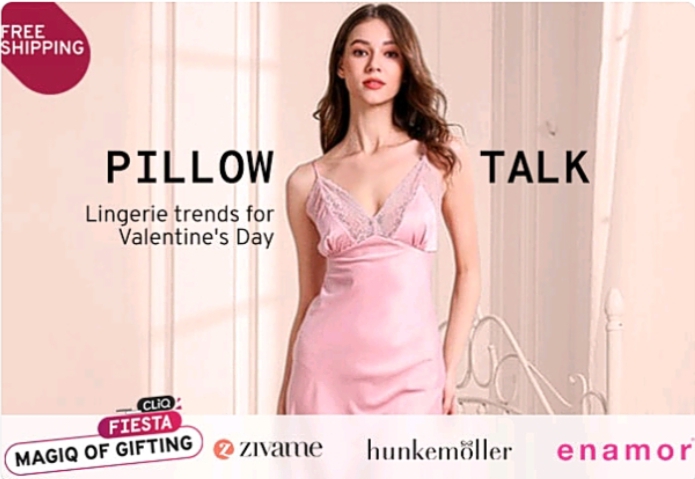 FREE
SHIPPING
PILLOW TALK
Lingerie trends for
Valentine's Day
CLiQ
FIESTA
MAGIQ OF GIFTING
zivame
hunkemöller
enamor